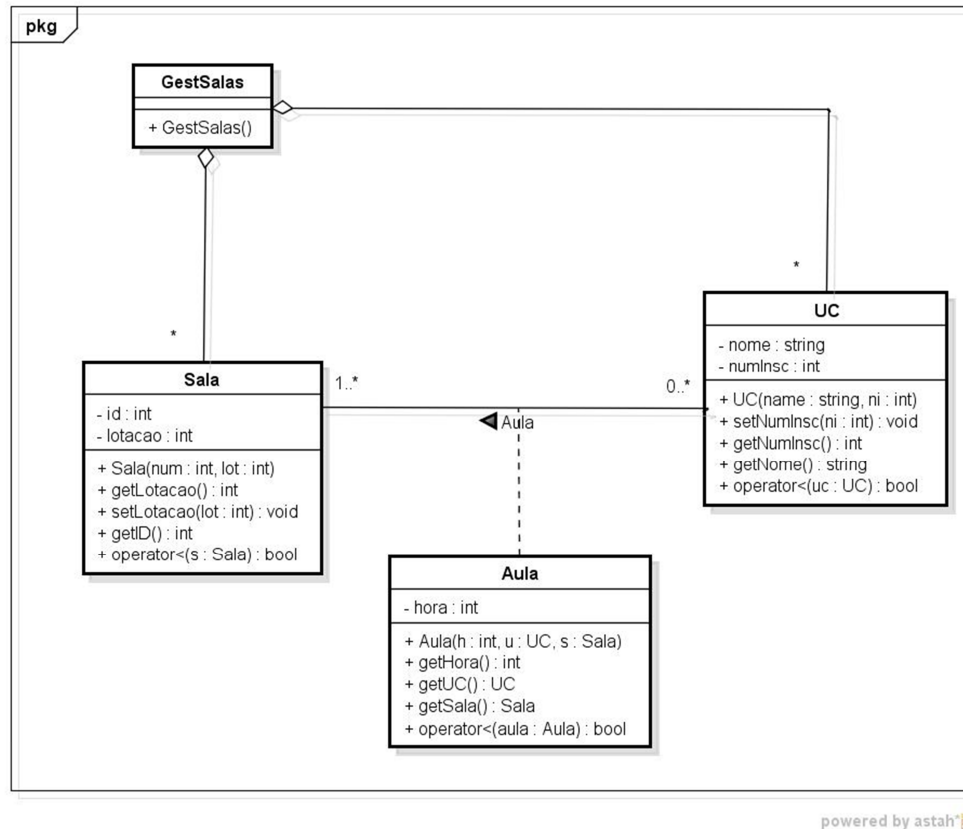 pkg
GestSalas
+ GestSalas()
*
*
UC
- nome : string
- numInsc : int
+ UC(name : string, ni : int)
+ setNumInsc(ni : int) : void
+ getNumInsc() : int
+ getNome() : string
+ operator<(uc : UC) : bool
Sala
- id : int
- lotacao : int
+ Sala(num : int, lot : int)
+ getLotacao() : int
+ setLotacao(lot : int) : void
+ getID() : int
+ operator<(s : Sala) : bool
1..*
0..*
Aula
Aula
- hora : int
+ Aula(h : int, u : UC, s : Sala)
+ getHora() : int
+ getUC() : UC
+ getSala() : Sala
+ operator<(aula : Aula) : bool
powered by astah*